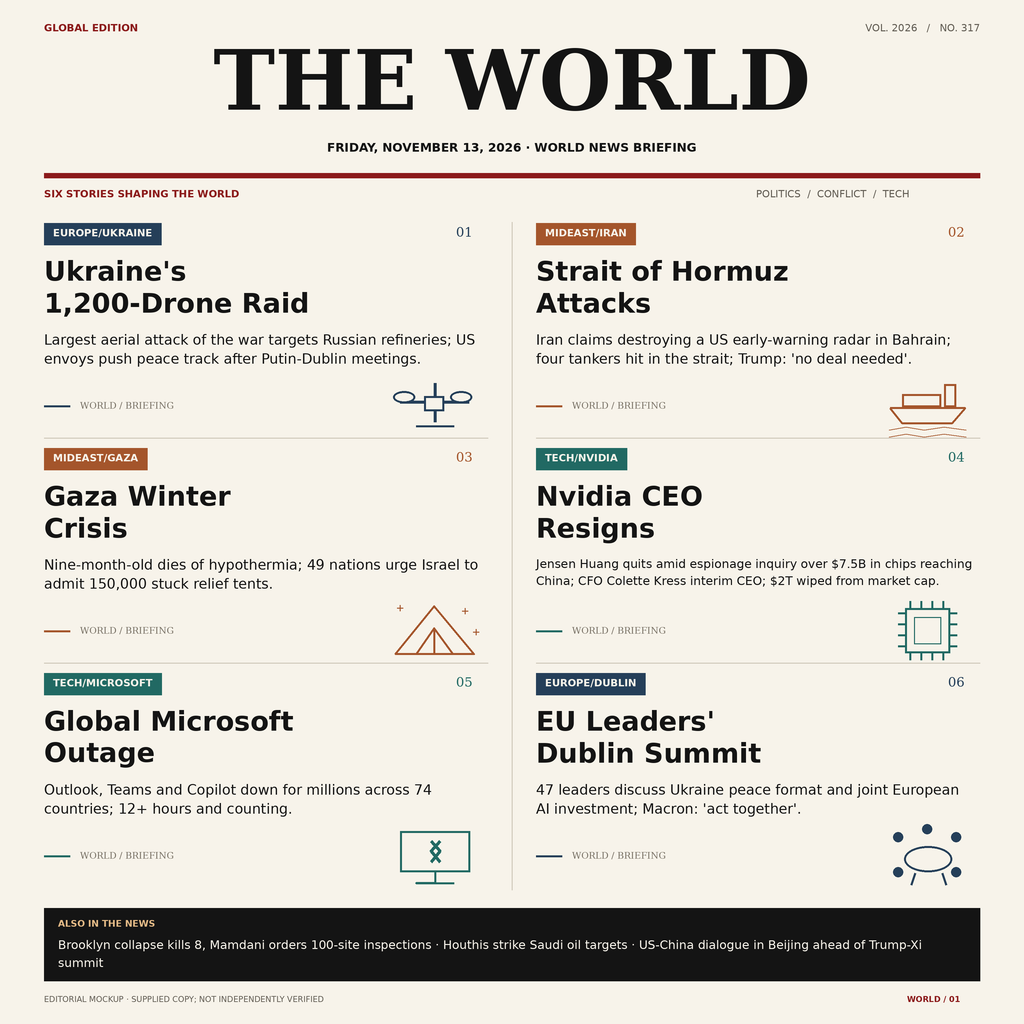 GLOBAL EDITION
VOL. 2026 / NO. 317
THE WORLD
FRIDAY, NOVEMBER 13, 2026 · WORLD NEWS BRIEFING
SIX STORIES SHAPING THE WORLD
POLITICS / CONFLICT / TECH
EUROPE/UKRAINE
01
Ukraine's
1,200-Drone Raid
Largest aerial attack of the war targets Russian refineries; US
envoys push peace track after Putin-Dublin meetings.
WORLD / BRIEFING
MIDEAST/IRAN
02
Strait of Hormuz
Attacks
Iran claims destroying a US early-warning radar in Bahrain;
four tankers hit in the strait; Trump: 'no deal needed'.
WORLD / BRIEFING
MIDEAST/GAZA
03
Gaza Winter
Crisis
Nine-month-old dies of hypothermia; 49 nations urge Israel to
admit 150,000 stuck relief tents.
WORLD / BRIEFING
TECH/NVIDIA
04
Nvidia CEO
Resigns
Jensen Huang quits amid espionage inquiry over $7.5B in chips reaching
China; CFO Colette Kress interim CEO; $2T wiped from market cap.
WORLD / BRIEFING
TECH/MICROSOFT
05
Global Microsoft
Outage
Outlook, Teams and Copilot down for millions across 74
countries; 12+ hours and counting.
WORLD / BRIEFING
EUROPE/DUBLIN
06
EU Leaders'
Dublin Summit
47 leaders discuss Ukraine peace format and joint European
AI investment; Macron: 'act together'.
WORLD / BRIEFING
ALSO IN THE NEWS
Brooklyn collapse kills 8, Mamdani orders 100-site inspections · Houthis strike Saudi oil targets · US-China dialogue in Beijing ahead of Trump-Xi
summit
EDITORIAL MOCKUP · SUPPLIED COPY; NOT INDEPENDENTLY VERIFIED
WORLD / 01